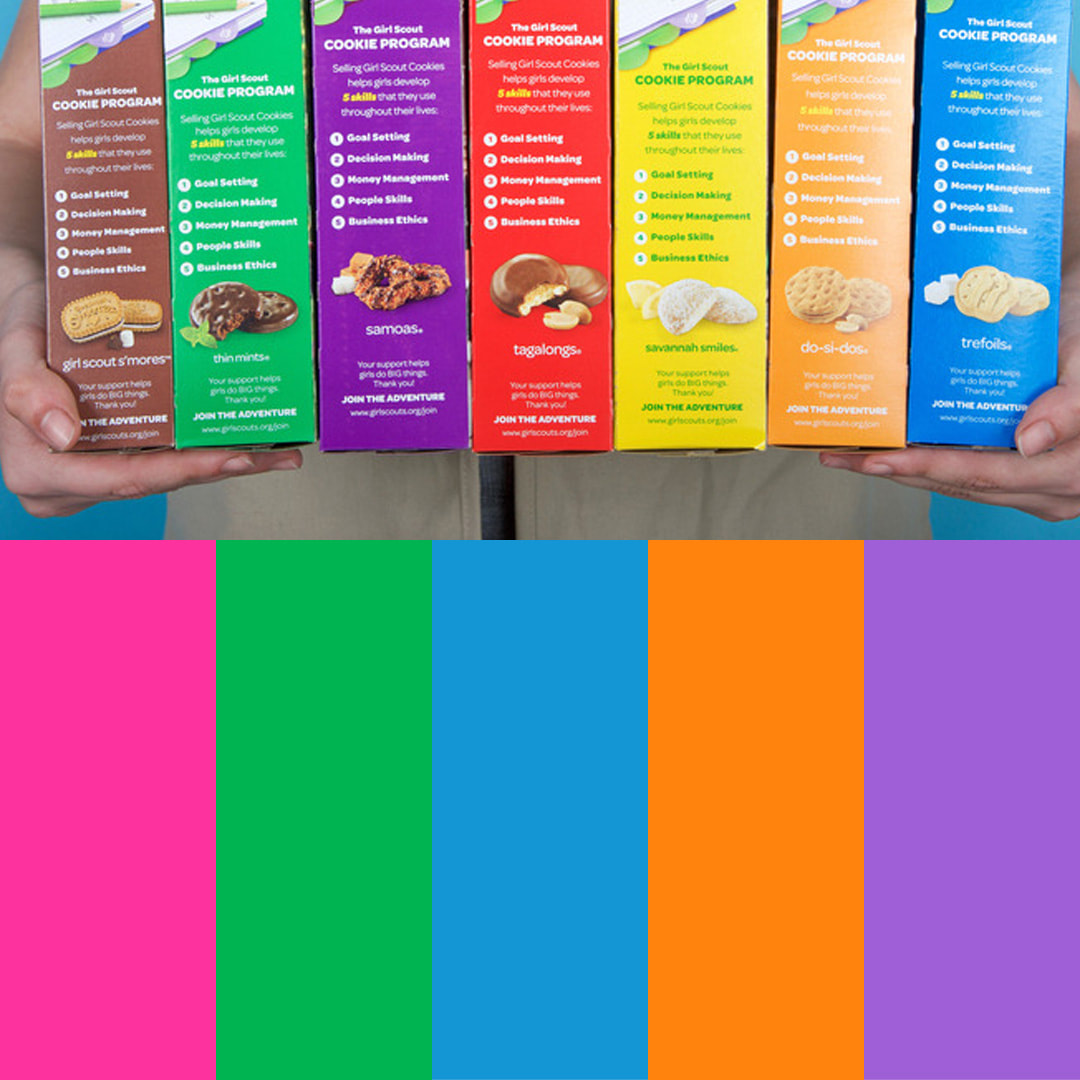 The Girl Scout
COOKIE PROGRAM
Selling Girl Scout Cookies
helps girls develop
5 skills that they use
throughout their lives:
1 Goal Setting
2 Decision Making
3 Money Management
4 People Skills
5 Business Ethics
girl scout s'mores™
Your support helps
girls do BIG things.
Thank you!
JOIN THE ADVENTURE
www.girlscouts.org/join
The Girl Scout
COOKIE PROGRAM
Selling Girl Scout Cookies
helps girls develop
5 skills that they use
throughout their lives:
1 Goal Setting
2 Decision Making
3 Money Management
4 People Skills
5 Business Ethics
thin mints®
Your support helps
girls do BIG things.
Thank you!
JOIN THE ADVENTURE
www.girlscouts.org/join
The Girl Scout
COOKIE PROGRAM
Selling Girl Scout Cookies
helps girls develop
5 skills that they use
throughout their lives:
1 Goal Setting
2 Decision Making
3 Money Management
4 People Skills
5 Business Ethics
samoas®
Your support helps
girls do BIG things.
Thank you!
JOIN THE ADVENTURE
www.girlscouts.org/join
The Girl Scout
COOKIE PROGRAM
Selling Girl Scout Cookies
helps girls develop
5 skills that they use
throughout their lives:
1 Goal Setting
2 Decision Making
3 Money Management
4 People Skills
5 Business Ethics
tagalongs®
Your support helps
girls do BIG things.
Thank you!
JOIN THE ADVENTURE
www.girlscouts.org/join
The Girl Scout
COOKIE PROGRAM
Selling Girl Scout Cookies
helps girls develop
5 skills that they use
throughout their lives:
1 Goal Setting
2 Decision Making
3 Money Management
4 People Skills
5 Business Ethics
savannah smiles®
Your support helps
girls do BIG things.
Thank you!
JOIN THE ADVENTURE
www.girlscouts.org/join
The Girl Scout
COOKIE PROGRAM
Selling Girl Scout Cookies
helps girls develop
5 skills that they use
throughout their lives:
1 Goal Setting
2 Decision Making
3 Money Management
4 People Skills
5 Business Ethics
do-si-dos®
Your support helps
girls do BIG things.
Thank you!
JOIN THE ADVENTURE
www.girlscouts.org/join
The Girl Scout
COOKIE PROGRAM
Selling Girl Scout Cookies
helps girls develop
5 skills that they use
throughout their lives:
1 Goal Setting
2 Decision Making
3 Money Management
4 People Skills
5 Business Ethics
trefoils®
Your support helps
girls do BIG things.
Thank you!
JOIN THE ADVENTURE
www.girlscouts.org/join